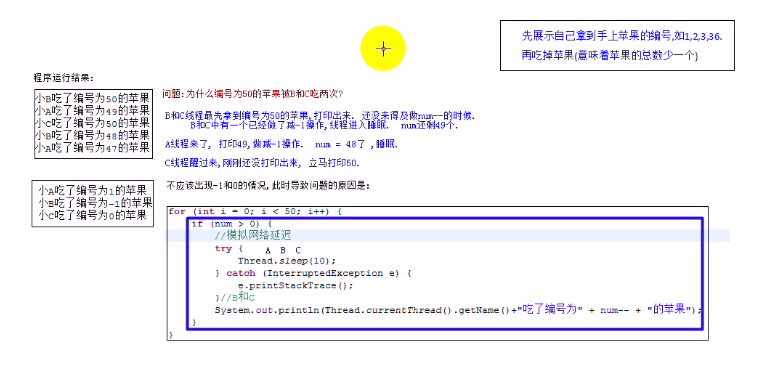 先展示自己拿到手上苹果的编号,如1,2,3,36.
再吃掉苹果(意味着苹果的总数少一个)
程序运行结果:
小B吃了编号为50的苹果
小A吃了编号为49的苹果
小C吃了编号为50的苹果
小B吃了编号为48的苹果
小A吃了编号为47的苹果
问题:为什么编号为50的苹果被B和C吃两次?
B和C线程最先拿到编号为50的苹果,打印出来. 还没来得及做num--的时候.
B和C中有一个已经做了减-1操作,线程进入睡眠. num还剩49个.
A线程来了, 打印49,做减-1操作. num = 48了 ,睡眠.
C线程醒过来,刚刚还没打印出来, 立马打印50.
小A吃了编号为1的苹果
小B吃了编号为-1的苹果
小C吃了编号为0的苹果
不应该出现-1和0的情况,此时导致问题的原因是:
for (int i = 0; i < 50; i++) {
if (num > 0) {
//模拟网络延迟
try { A B C
Thread.sleep(10);
} catch (InterruptedException e) {
e.printStackTrace();
}//B和C
System.out.println(Thread.currentThread().getName()+"吃了编号为" + num-- + "的苹果");
}
}